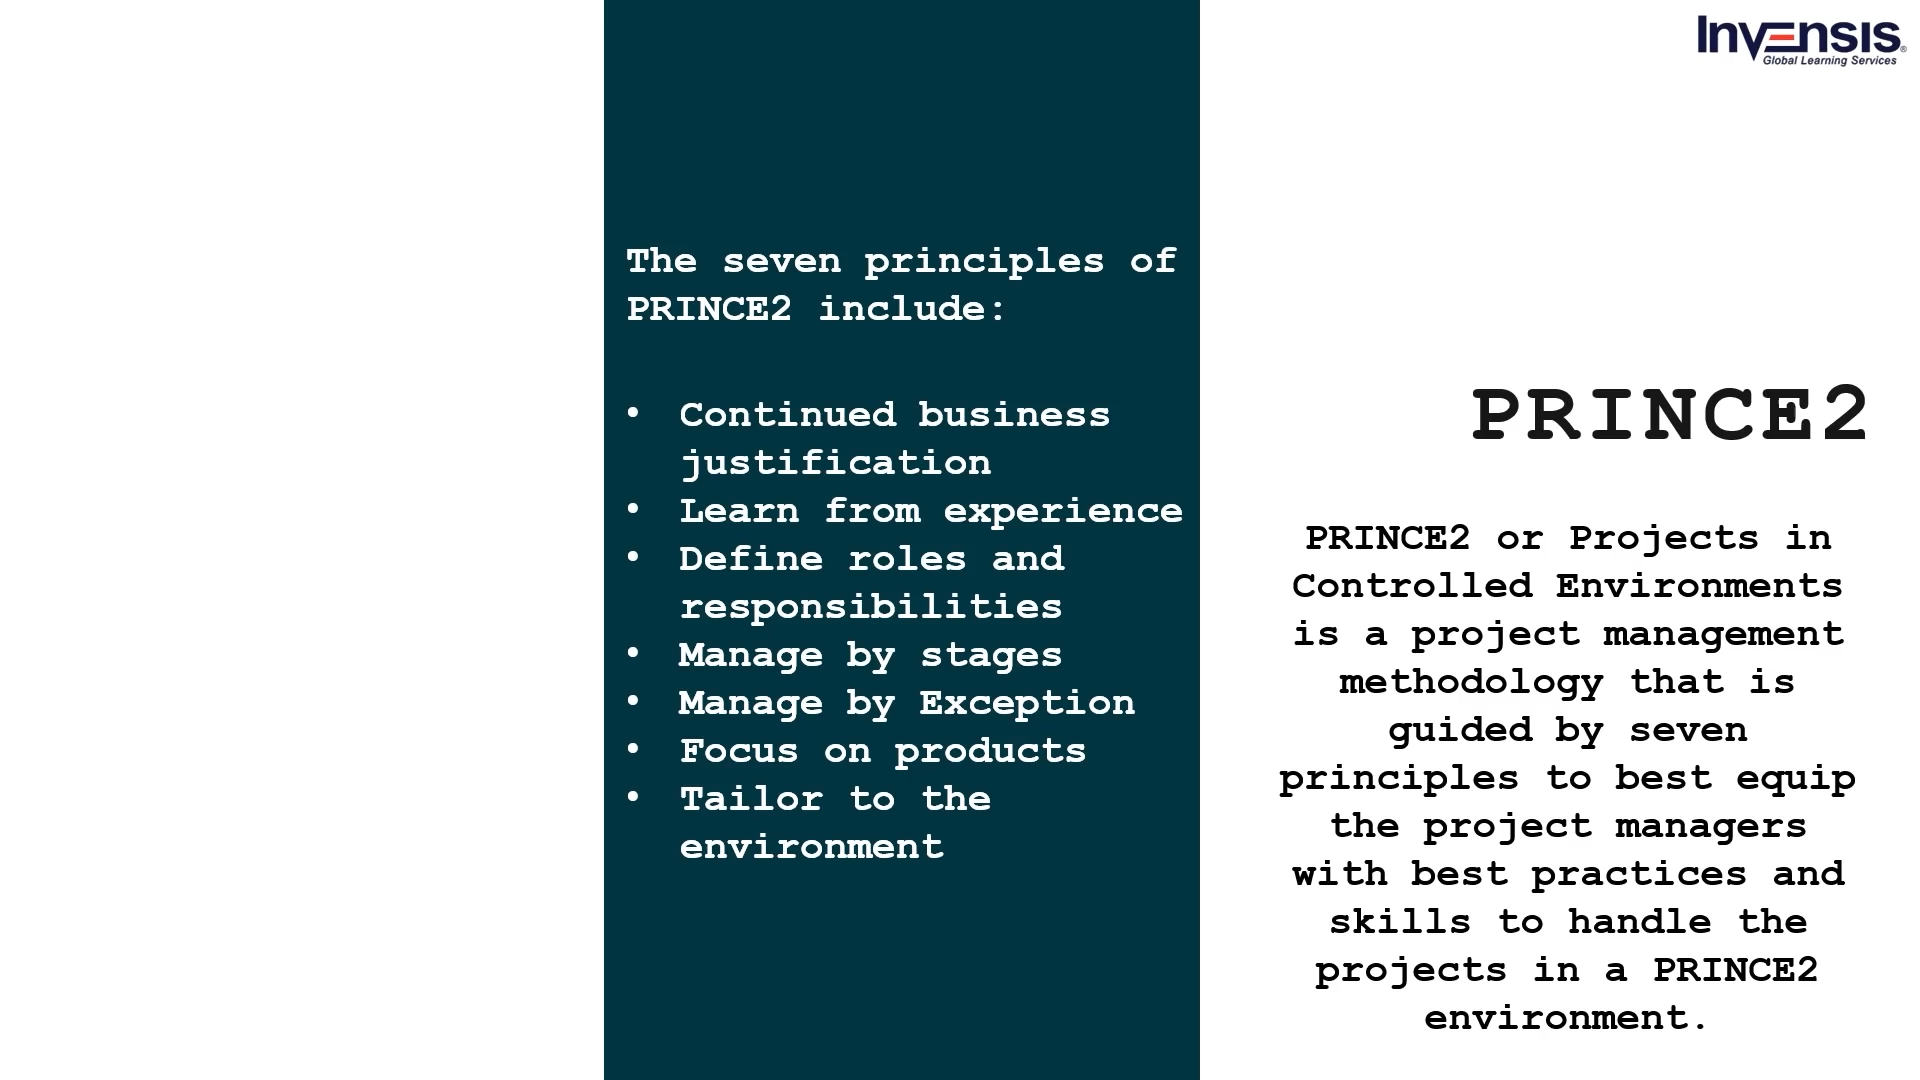 Invensis®
Global Learning Services
The seven principles of
PRINCE2 include:
• Continued business
justification
• Learn from experience
• Define roles and
responsibilities
• Manage by stages
• Manage by Exception
• Focus on products
• Tailor to the
environment
PRINCE2
PRINCE2 or Projects in
Controlled Environments
is a project management
methodology that is
guided by seven
principles to best equip
the project managers
with best practices and
skills to handle the
projects in a PRINCE2
environment.